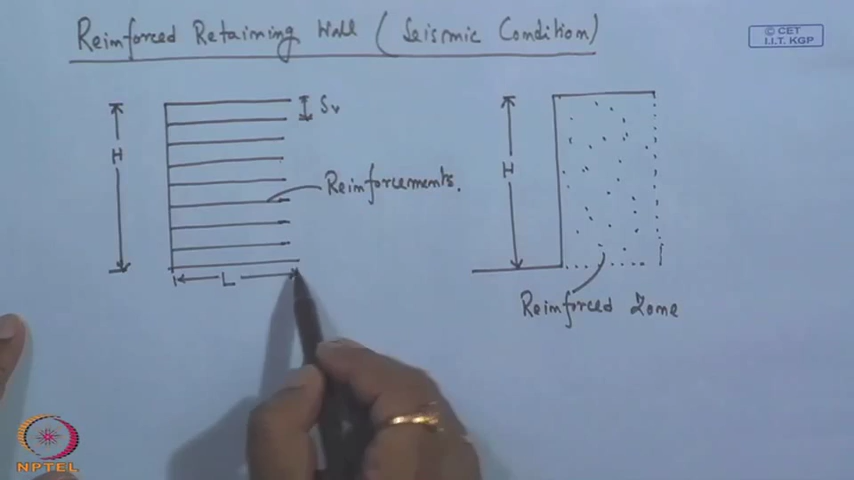 Reinforced Retaining Wall (Seismic Condition)
© CET
I.I.T. KGP
H
Sv
Reinforcements.
L
H
Reinforced Zone
NPTEL